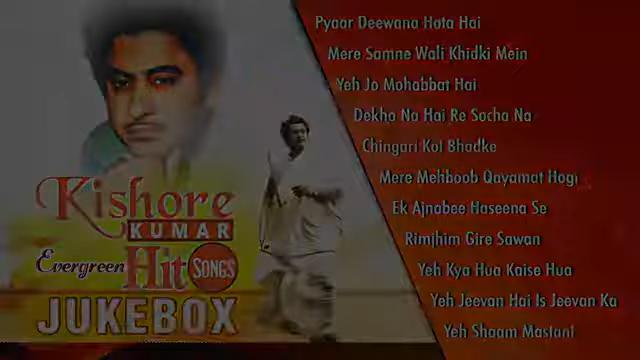 Pyaar Deewana Hota Hai
Mere Samne Wali Khidki Mein
Yeh Jo Mohabbat Hai
Dekha Na Hai Re Socha Na
Chingari Koi Bhadke
Mere Mehboob Qayamat Hogi
Ek Ajnabee Haseena Se
Rimjhim Gire Sawan
Yeh Kya Hua Kaise Hua
Yeh Jeevan Hai Is Jeevan Ka
Yeh Shaam Mastani
Kishore
KUMAR
Evergreen Hit SONGS
JUKEBOX